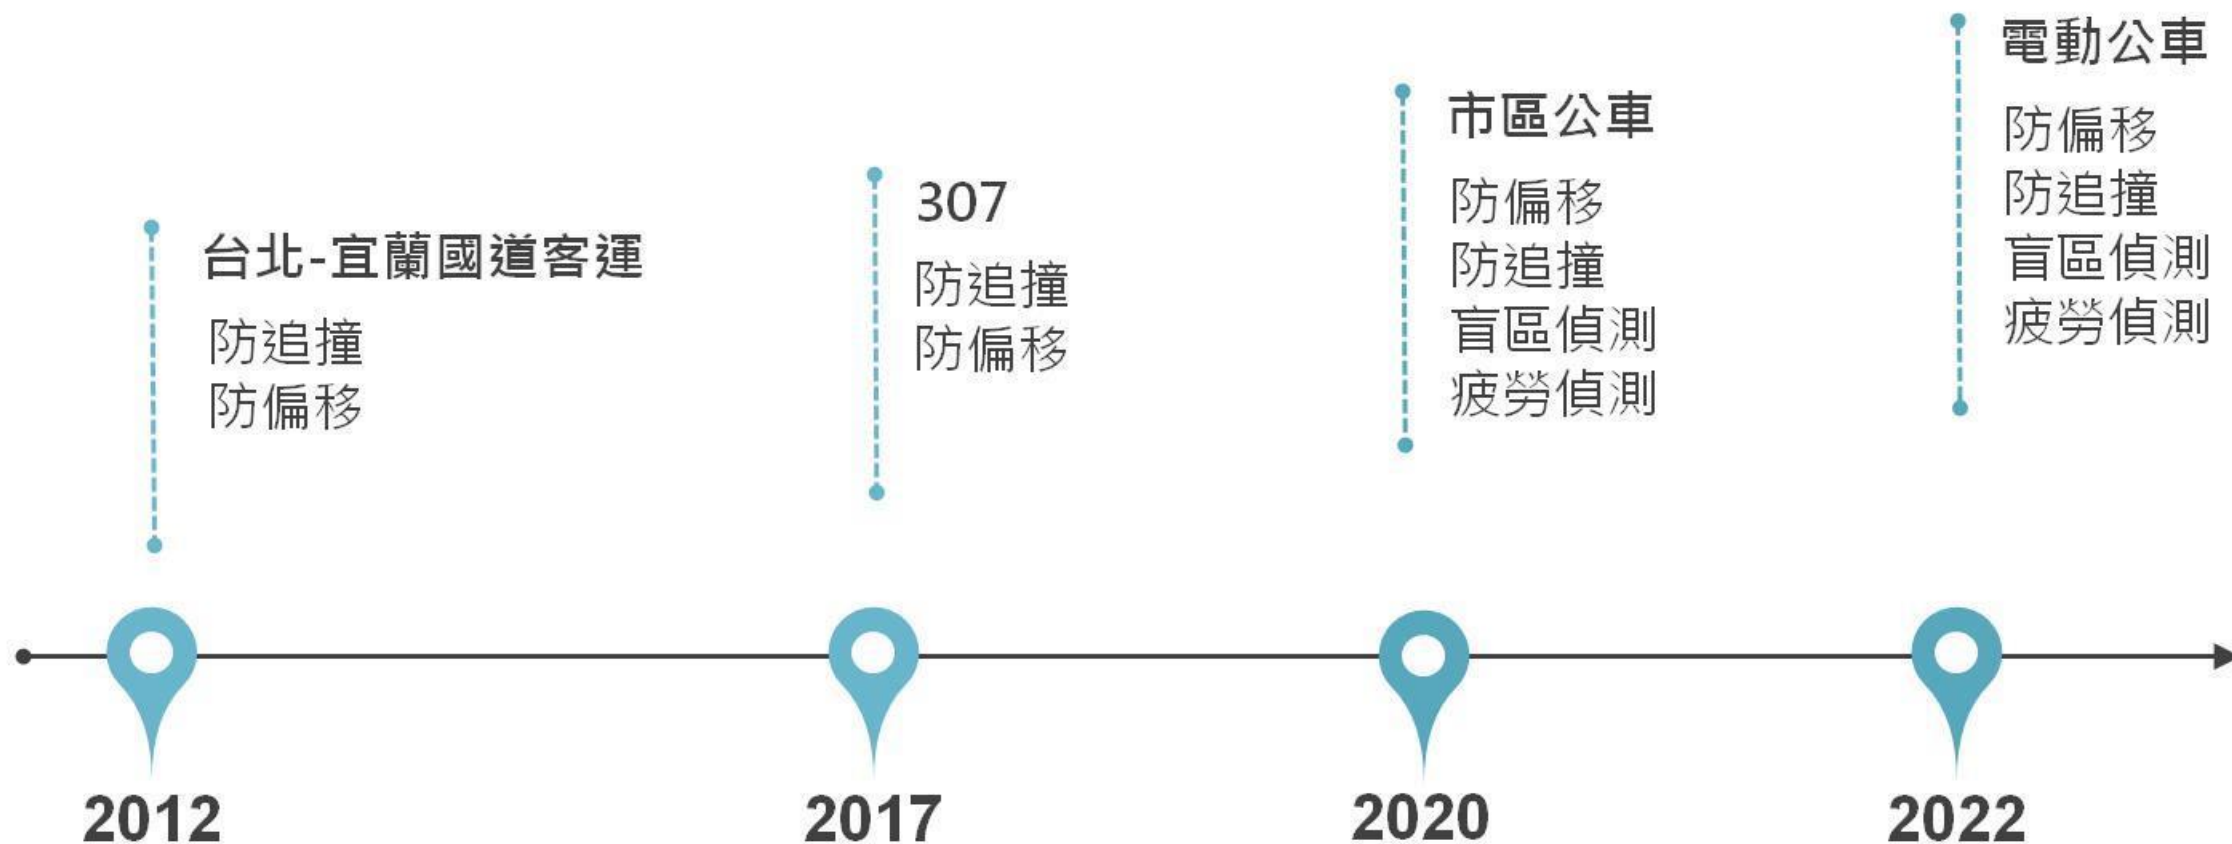 台北-宜蘭國道客運
防追撞
防偏移
307
防追撞
防偏移
市區公車
防偏移
防追撞
盲區偵測
疲勞偵測
電動公車
防偏移
防追撞
盲區偵測
疲勞偵測
2012
2017
2020
2022